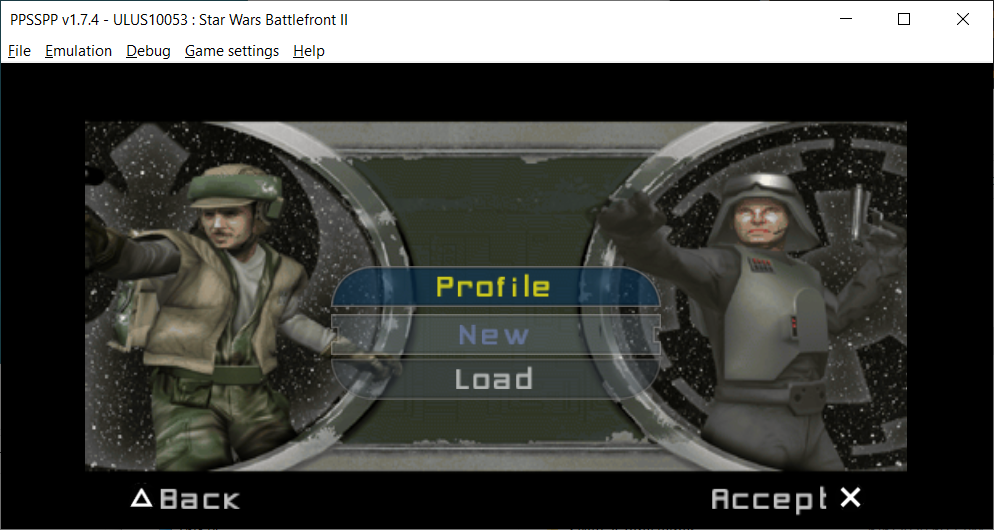 PPSSPP v1.7.4 - ULUS10053 : Star Wars Battlefront II
File Emulation Debug Game settings Help
Profile
New
Load
△Back Accept ✕